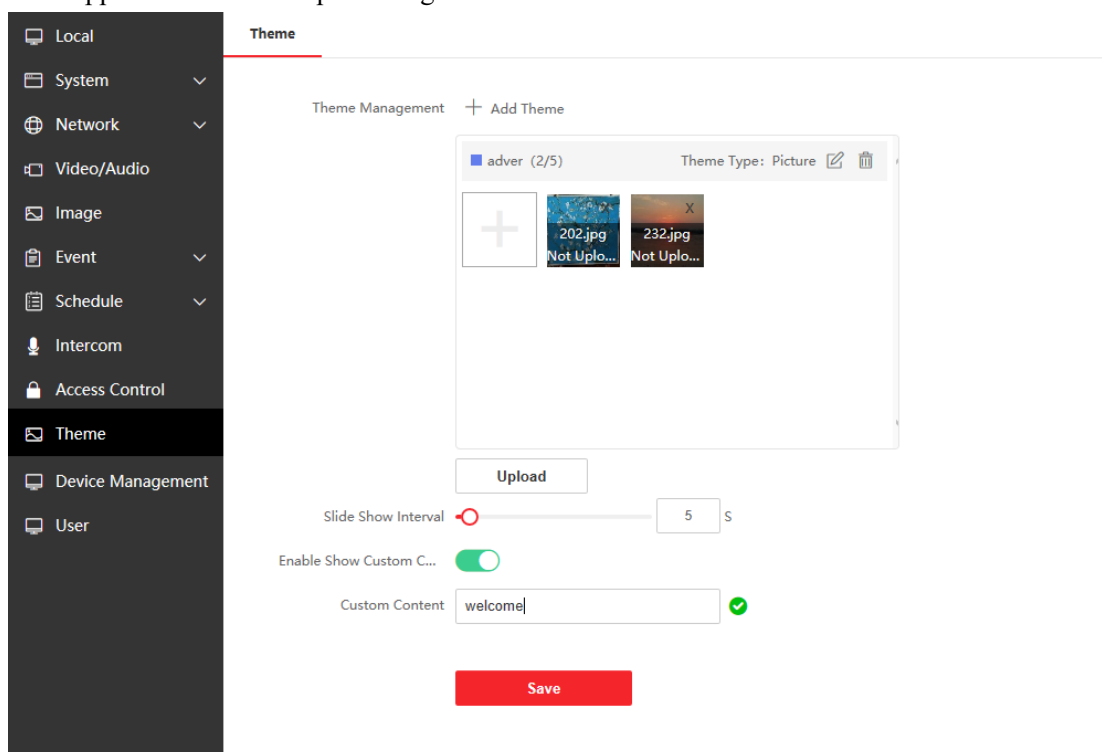 Local
System
Network
Video/Audio
Image
Event
Schedule
Intercom
Access Control
Theme
Device Management
User
Theme
Theme Management
Add Theme
adver (2/5)
Theme Type: Picture
X
202.jpg
Not Uplo...
X
232.jpg
Not Uplo...
Upload
Slide Show Interval
5
S
Enable Show Custom C...
Custom Content
welcome
Save